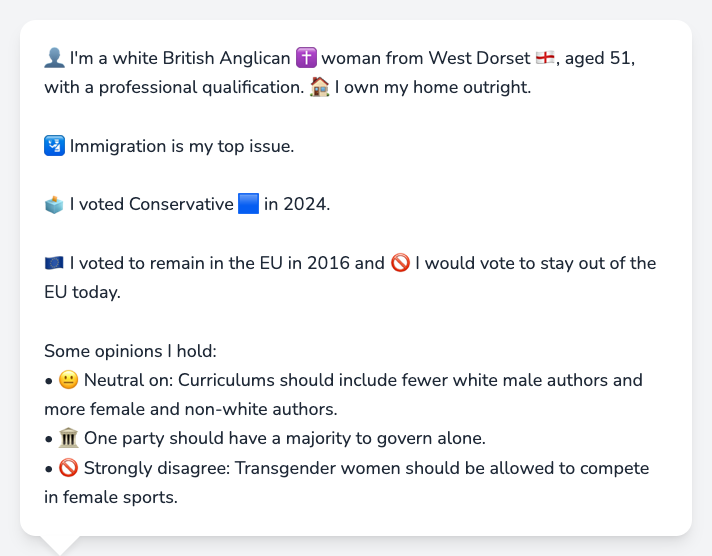 👤 I'm a white British Anglican ✝️ woman from West Dorset 🏴󠁧󠁢󠁥󠁮󠁧󠁿, aged 51,
with a professional qualification. 🏠 I own my home outright.
🛂 Immigration is my top issue.
🗳️ I voted Conservative 🟦 in 2024.
🇪🇺 I voted to remain in the EU in 2016 and 🚫 I would vote to stay out of the
EU today.
Some opinions I hold:
• 😐 Neutral on: Curriculums should include fewer white male authors and
more female and non-white authors.
• 🏛️ One party should have a majority to govern alone.
• 🚫 Strongly disagree: Transgender women should be allowed to compete
in female sports.